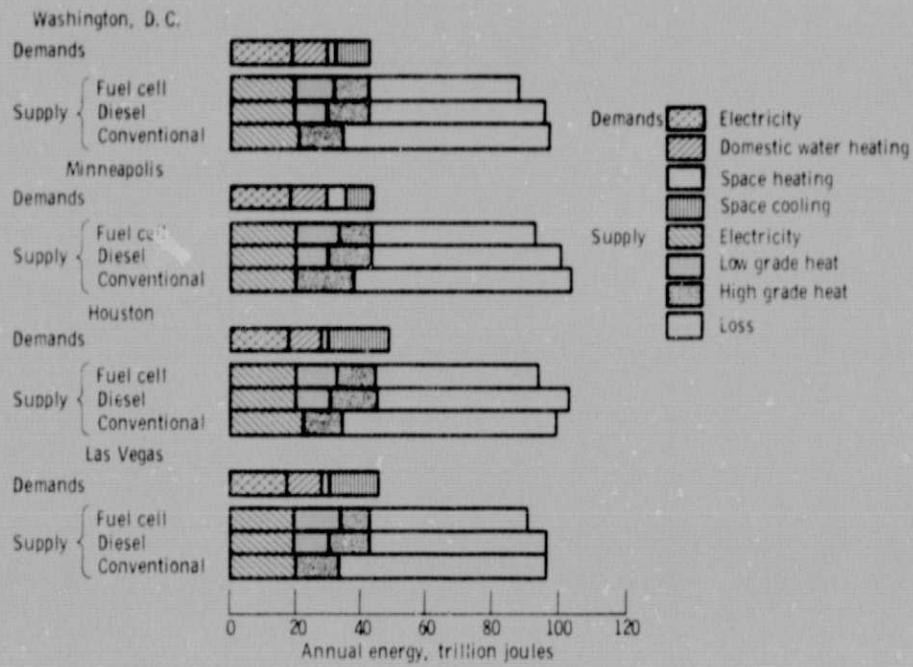 Washington, D. C.
Demands
Supply
Fuel cell
Diesel
Conventional
Minneapolis
Demands
Supply
Fuel cell
Diesel
Conventional
Houston
Demands
Supply
Fuel cell
Diesel
Conventional
Las Vegas
Demands
Supply
Fuel cell
Diesel
Conventional
0 20 40 60 80 100 120
Annual energy, trillion joules
Demands
Electricity
Domestic water heating
Space heating
Space cooling
Supply
Electricity
Low grade heat
High grade heat
Loss